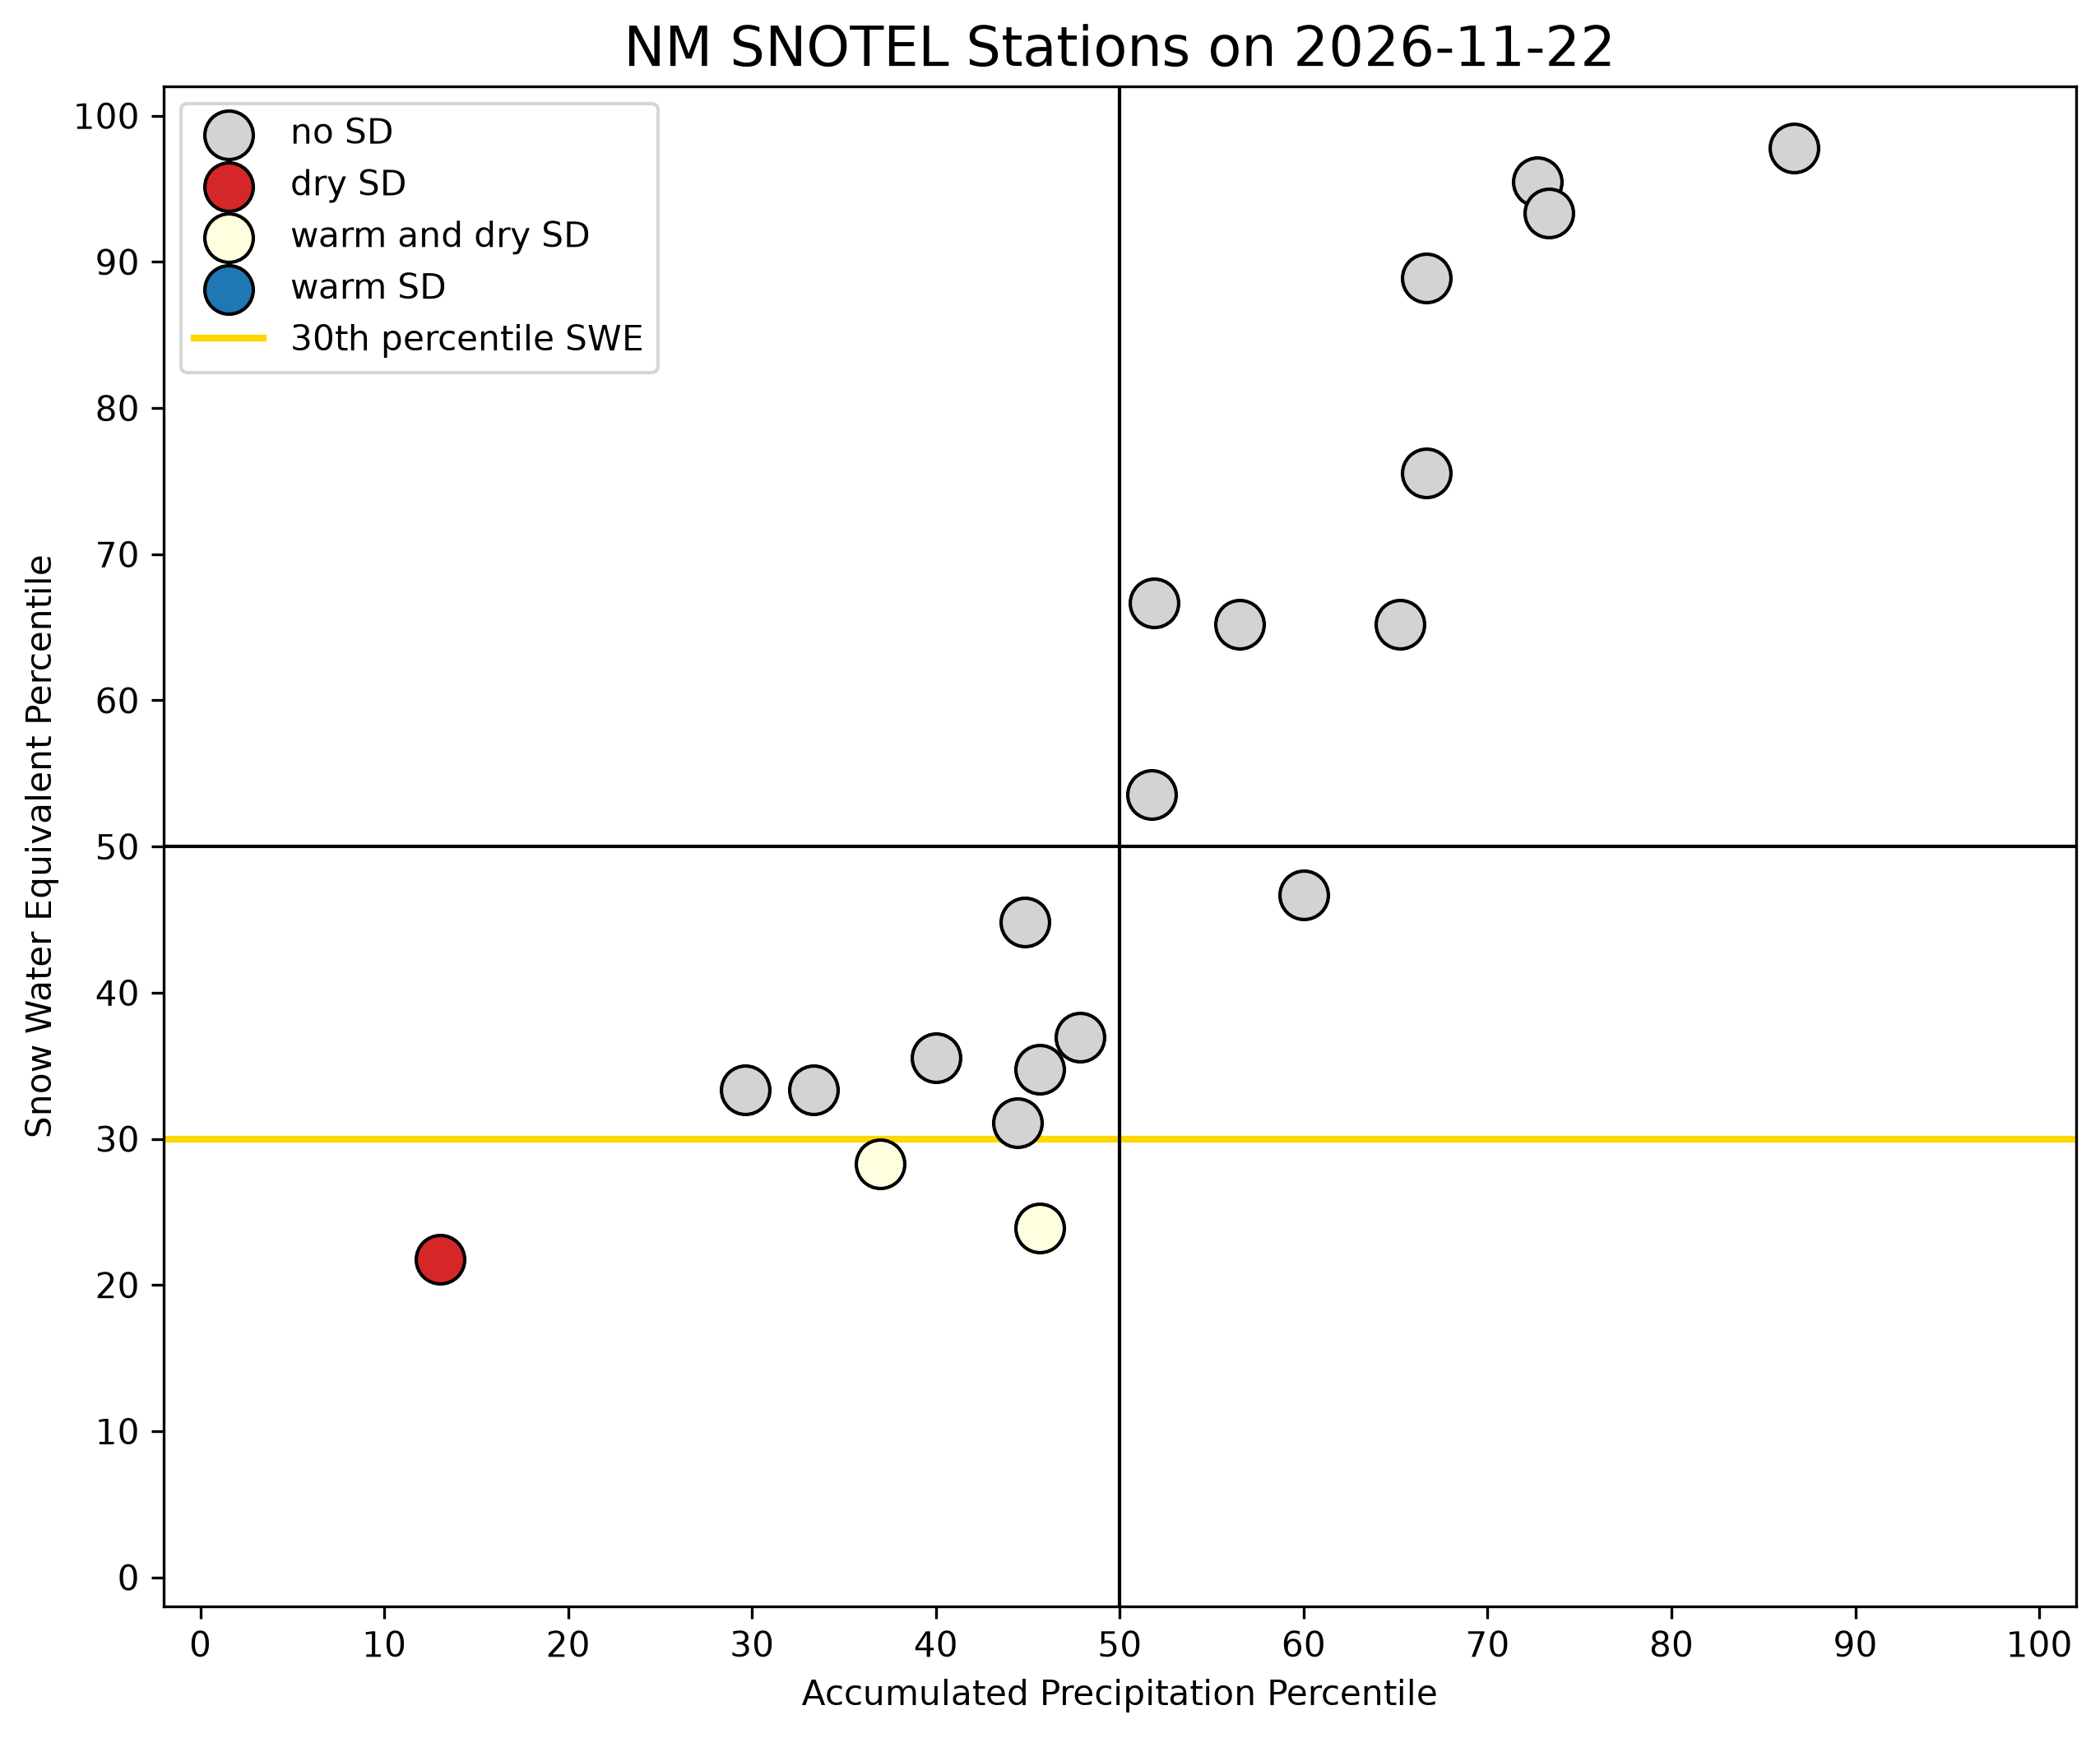 NM SNOTEL Stations on 2026-11-22
no SD
dry SD
warm and dry SD
warm SD
30th percentile SWE
Snow Water Equivalent Percentile
100
90
80
70
60
50
40
30
20
10
0
0 10 20 30 40 50 60 70 80 90 100
Accumulated Precipitation Percentile